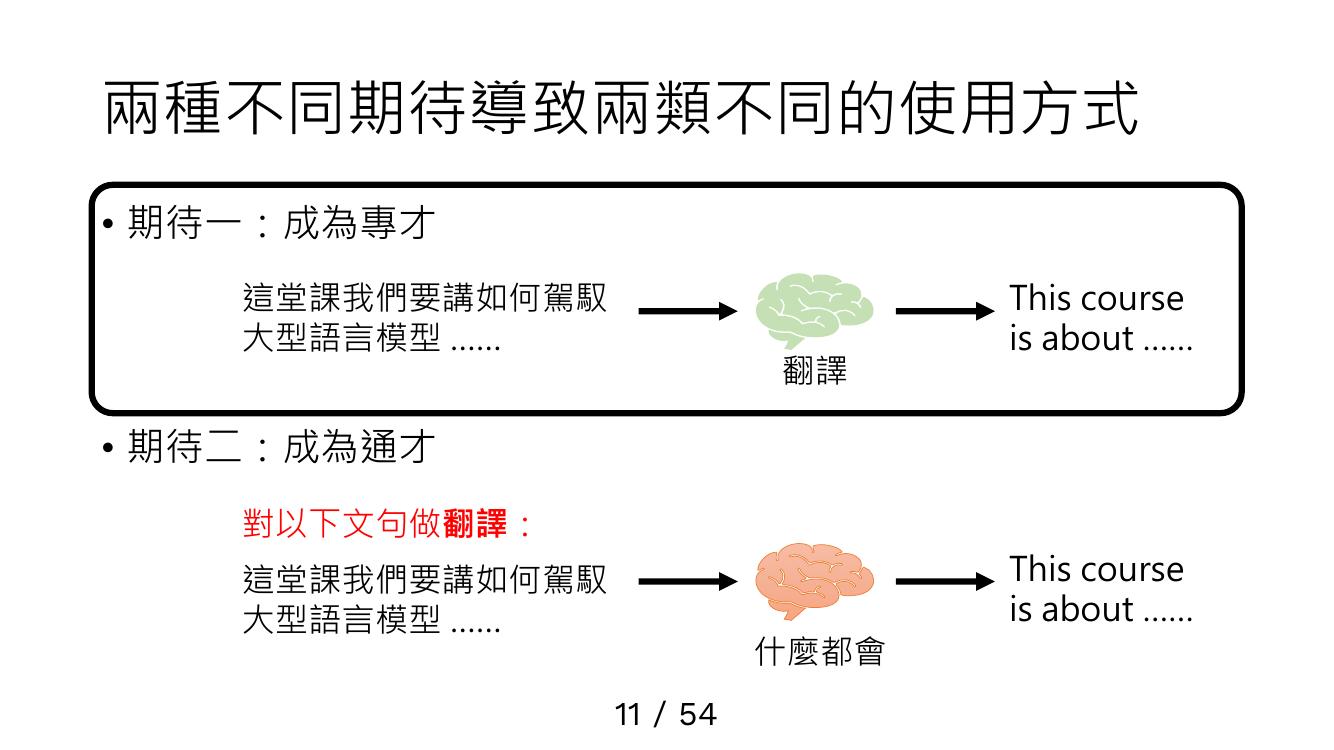 兩種不同期待導致兩類不同的使用方式
• 期待一：成為專才
這堂課我們要講如何駕馭
大型語言模型 ......
翻譯
This course
is about ......
• 期待二：成為通才
對以下文句做翻譯：
這堂課我們要講如何駕馭
大型語言模型 ......
什麼都會
This course
is about ......
11 / 54